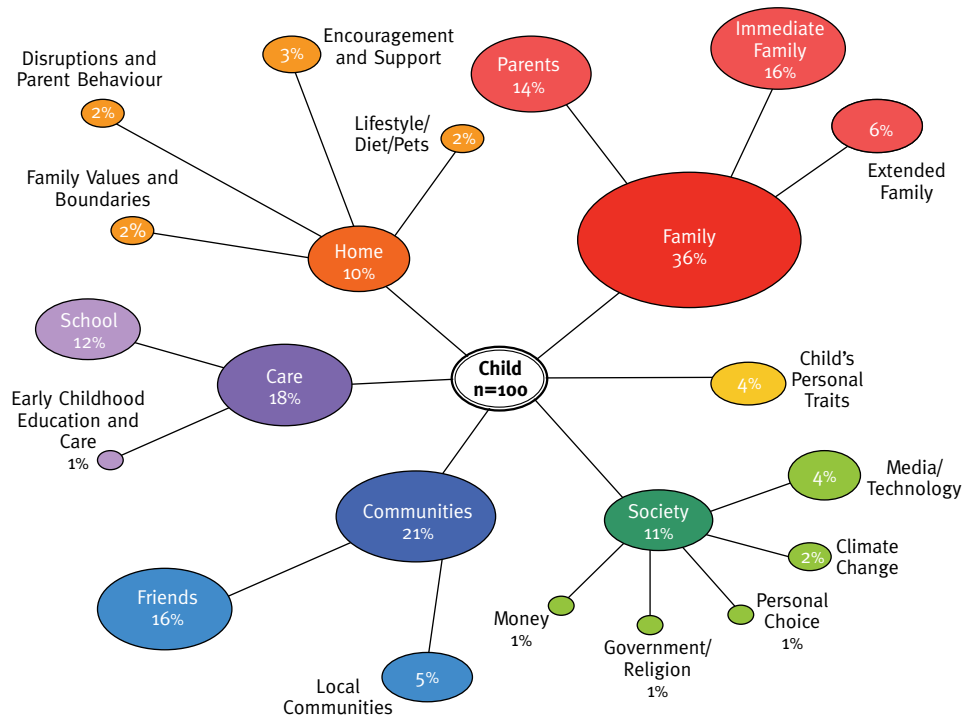 Disruptions and
Parent Behaviour
2%
3%
Encouragement
and Support
Lifestyle/
Diet/Pets
2%
Family Values and
Boundaries
2%
Home
10%
Parents
14%
Immediate
Family
16%
6%
Extended
Family
Family
36%
School
12%
Care
18%
Early Childhood
Education and
Care
1%
Child
n=100
4%
Child’s
Personal
Traits
Communities
21%
Friends
16%
5%
Local
Communities
Society
11%
4%
Media/
Technology
2%
Climate
Change
Personal
Choice
1%
Government/
Religion
1%
Money
1%